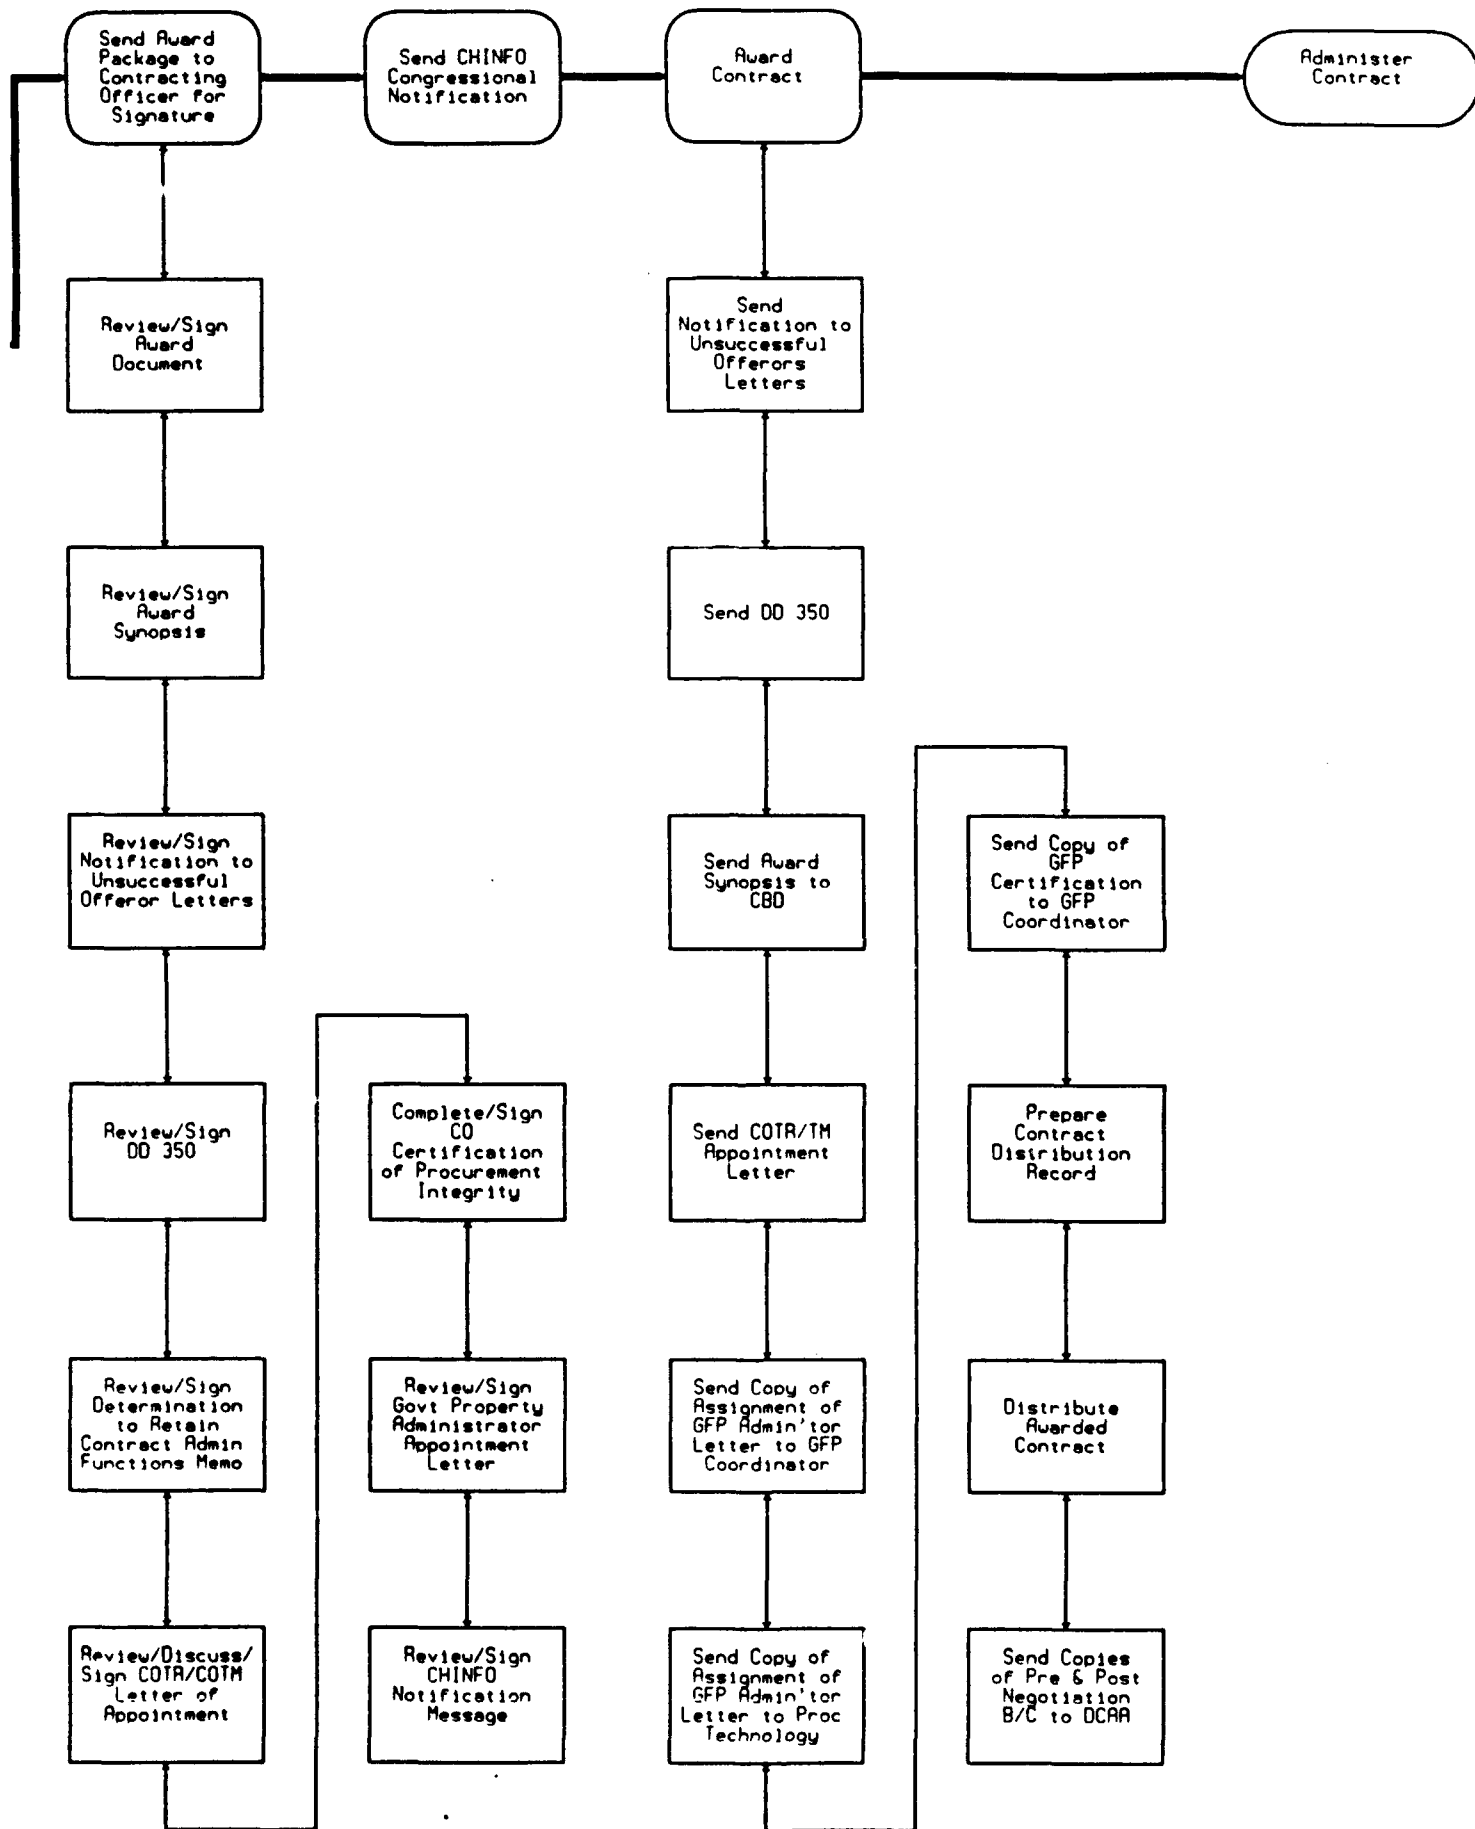 Send Award
Package to
Contracting
Officer for
Signature
Send CHINFO
Congressional
Notification
Award
Contract
Administer
Contract
Review/Sign
Award
Document
Send
Notification to
Unsuccessful
Offerors
Letters
Review/Sign
Award
Synopsis
Send DD 350
Review/Sign
Notification to
Unsuccessful
Offeror Letters
Send Award
Synopsis to
CBD
Send Copy of
GFP
Certification
to GFP
Coordinator
Review/Sign
DD 350
Complete/Sign
CO
Certification
of Procurement
Integrity
Send COTR/TM
Appointment
Letter
Prepare
Contract
Distribution
Record
Review/Sign
Determination
to Retain
Contract Admin
Functions Memo
Review/Sign
Govt Property
Administrator
Appointment
Letter
Send Copy of
Assignment of
GFP Admin'tor
Letter to GFP
Coordinator
Distribute
Awarded
Contract
Review/Discuss/
Sign COTR/COTM
Letter of
Appointment
Review/Sign
CHINFO
Notification
Message
Send Copy of
Assignment of
GFP Admin'tor
Letter to Proc
Technology
Send Copies
of Pre & Post
Negotiation
B/C to DCAA